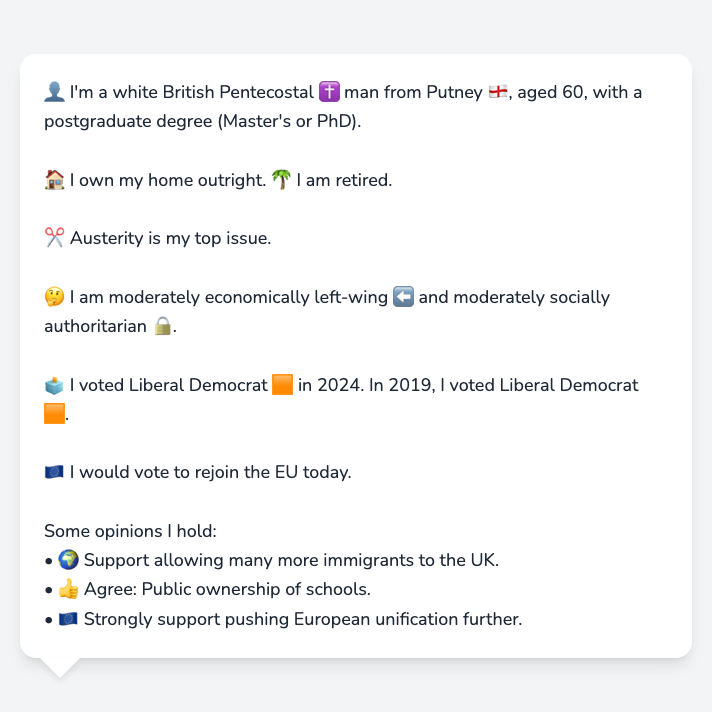 👤 I'm a white British Pentecostal ✝️ man from Putney 🏴󠁧󠁢󠁥󠁮󠁧󠁿, aged 60, with a
postgraduate degree (Master's or PhD).
🏠 I own my home outright. 🌴 I am retired.
✂️ Austerity is my top issue.
🤔 I am moderately economically left-wing ⬅️ and moderately socially
authoritarian 🔒.
🗳️ I voted Liberal Democrat 🟧 in 2024. In 2019, I voted Liberal Democrat
🟧.
🇪🇺 I would vote to rejoin the EU today.
Some opinions I hold:
• 🌍 Support allowing many more immigrants to the UK.
• 👍 Agree: Public ownership of schools.
• 🇪🇺 Strongly support pushing European unification further.